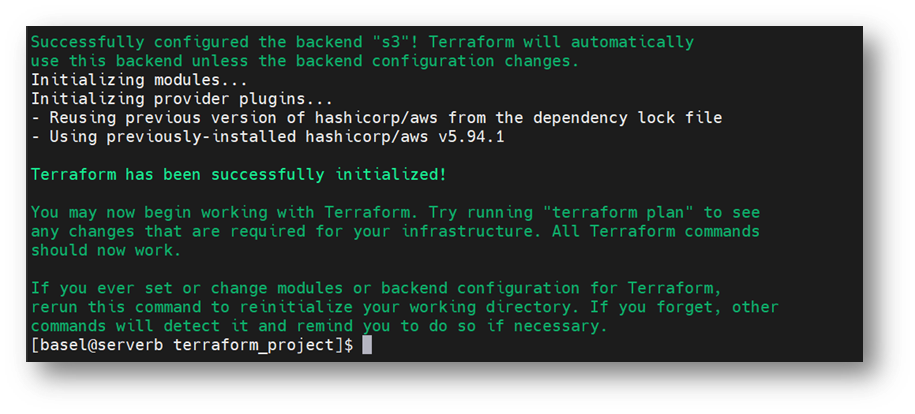 Successfully configured the backend "s3"! Terraform will automatically
use this backend unless the backend configuration changes.
Initializing modules...
Initializing provider plugins...
- Reusing previous version of hashicorp/aws from the dependency lock file
- Using previously-installed hashicorp/aws v5.94.1
Terraform has been successfully initialized!
You may now begin working with Terraform. Try running "terraform plan" to see
any changes that are required for your infrastructure. All Terraform commands
should now work.
If you ever set or change modules or backend configuration for Terraform,
rerun this command to reinitialize your working directory. If you forget, other
commands will detect it and remind you to do so if necessary.
[basel@serverb terraform_project]$